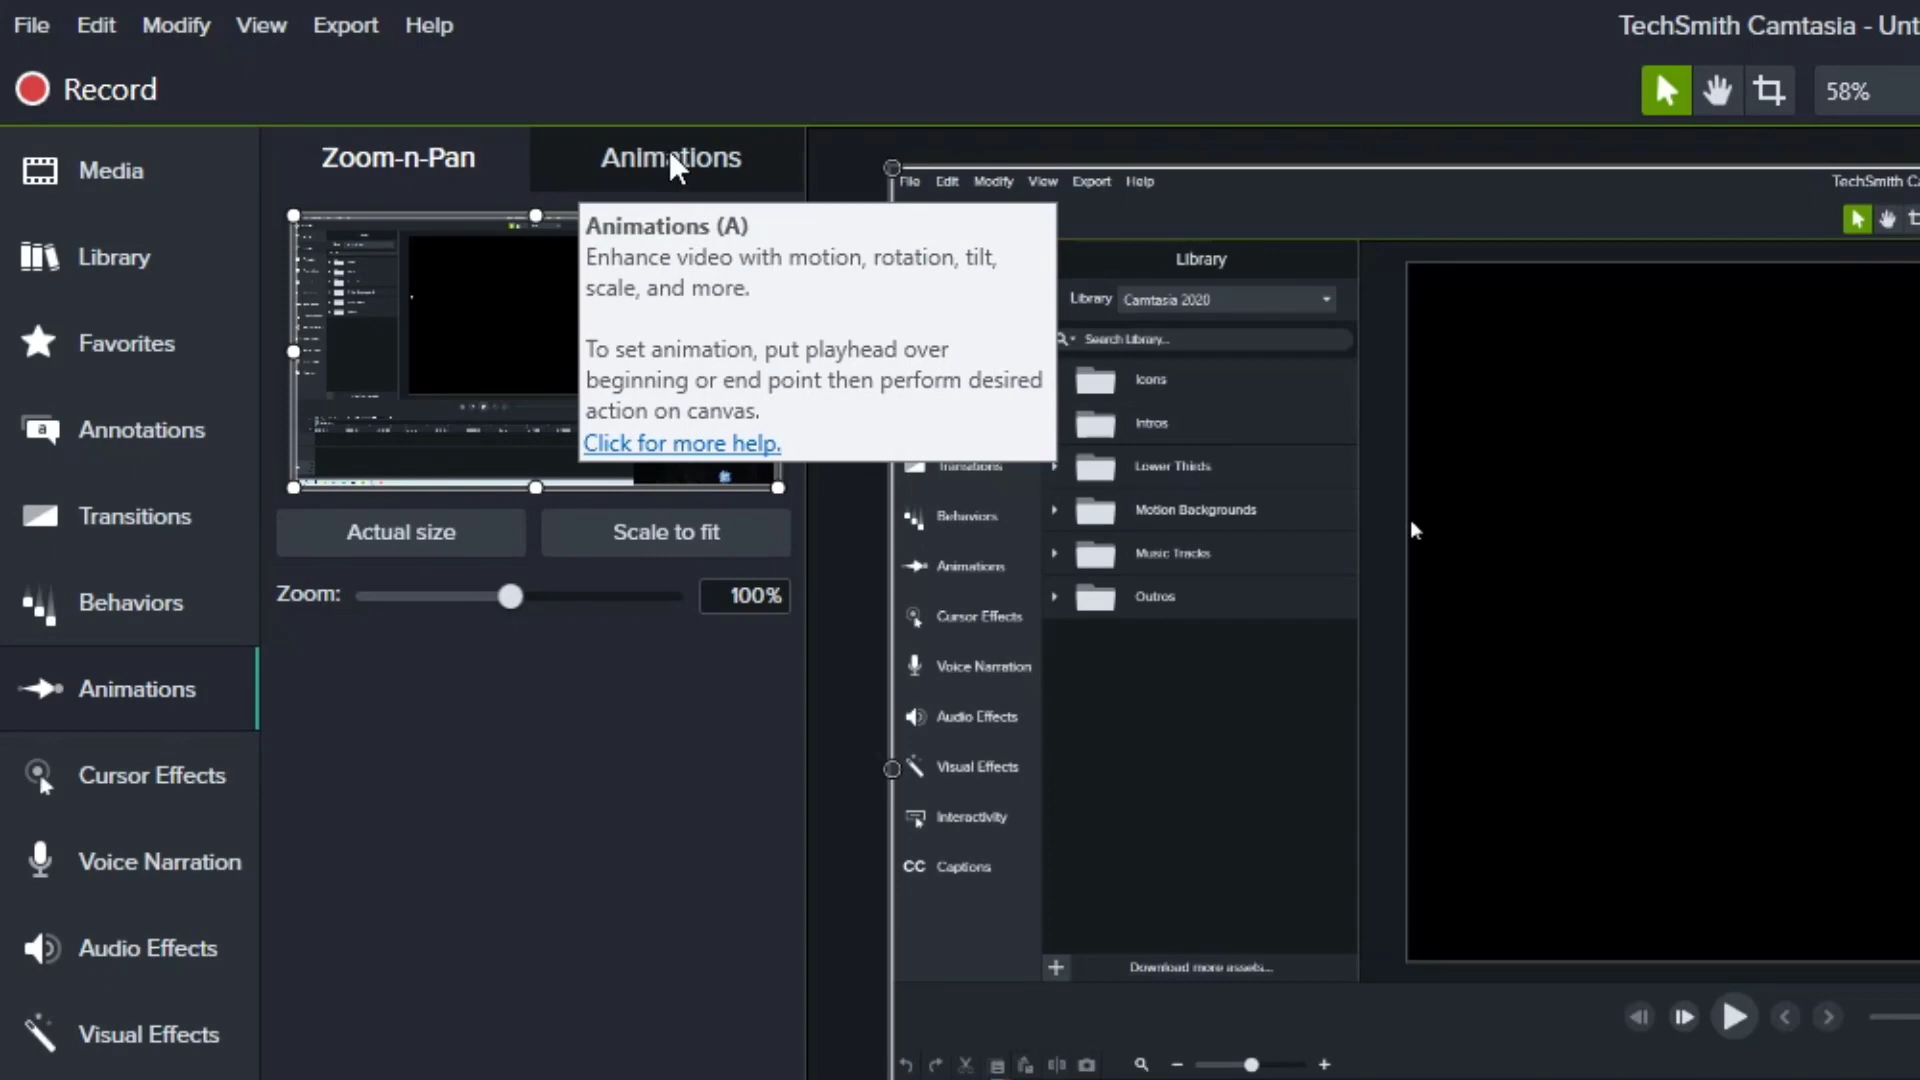 File Edit Modify View Export Help
TechSmith Camtasia - Unt
Record
58%
Media
Library
Favorites
Annotations
Transitions
Behaviors
Animations
Cursor Effects
Voice Narration
Audio Effects
Visual Effects
Zoom-n-Pan Animations
Animations (A)
Enhance video with motion, rotation, tilt,
scale, and more.
To set animation, put playhead over
beginning or end point then perform desired
action on canvas.
Click for more help.
Actual size Scale to fit
Zoom: 100%
File Edit Modify View Export Help
TechSmith Ca
Library
Library Camtasia 2020
Search Library...
Icons
Intros
Lower Thirds
Motion Backgrounds
Music Tracks
Outros
Transitions
Behaviors
Animations
Cursor Effects
Voice Narration
Audio Effects
Visual Effects
Interactivity
CC Captions
Download more assets...